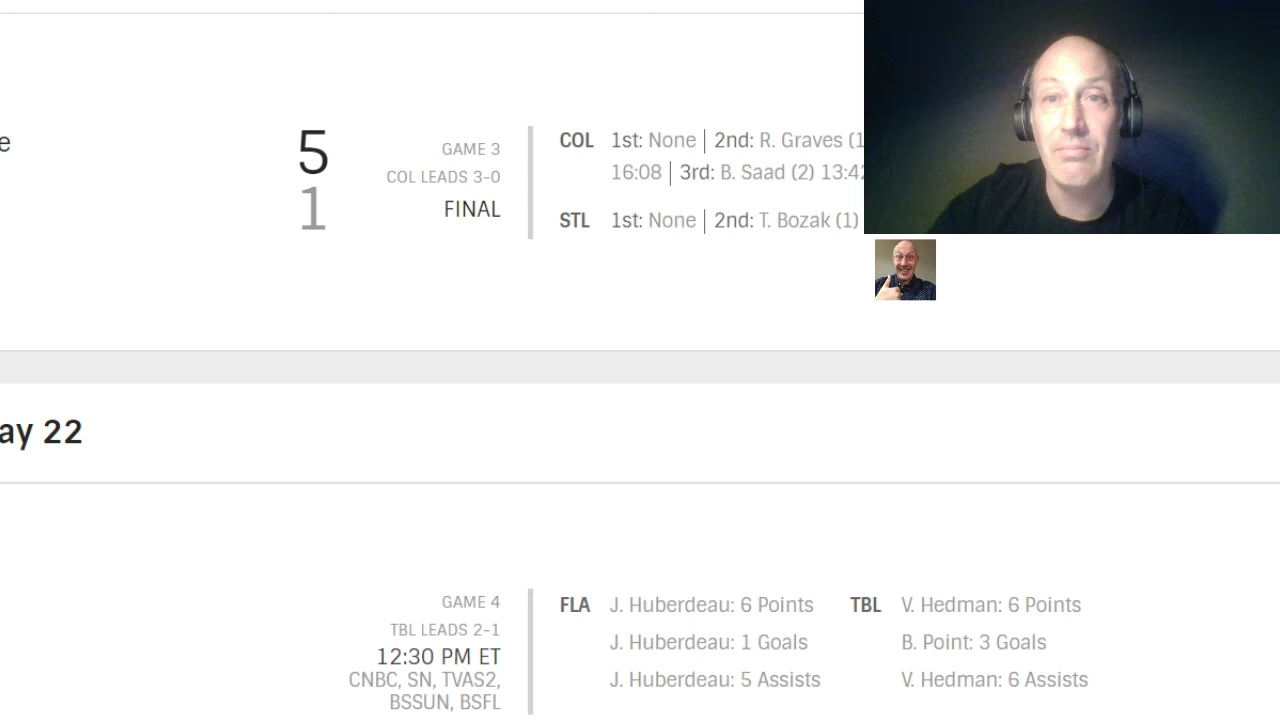 e
5
1
GAME 3
COL LEADS 3-0
FINAL
COL 1st: None | 2nd: R. Graves (1
16:08 | 3rd: B. Saad (2) 13:42
STL 1st: None | 2nd: T. Bozak (1)
ay 22
GAME 4
TBL LEADS 2-1
12:30 PM ET
CNBC, SN, TVAS2,
BSSUN, BSFL
FLA J. Huberdeau: 6 Points
J. Huberdeau: 1 Goals
J. Huberdeau: 5 Assists
TBL V. Hedman: 6 Points
B. Point: 3 Goals
V. Hedman: 6 Assists